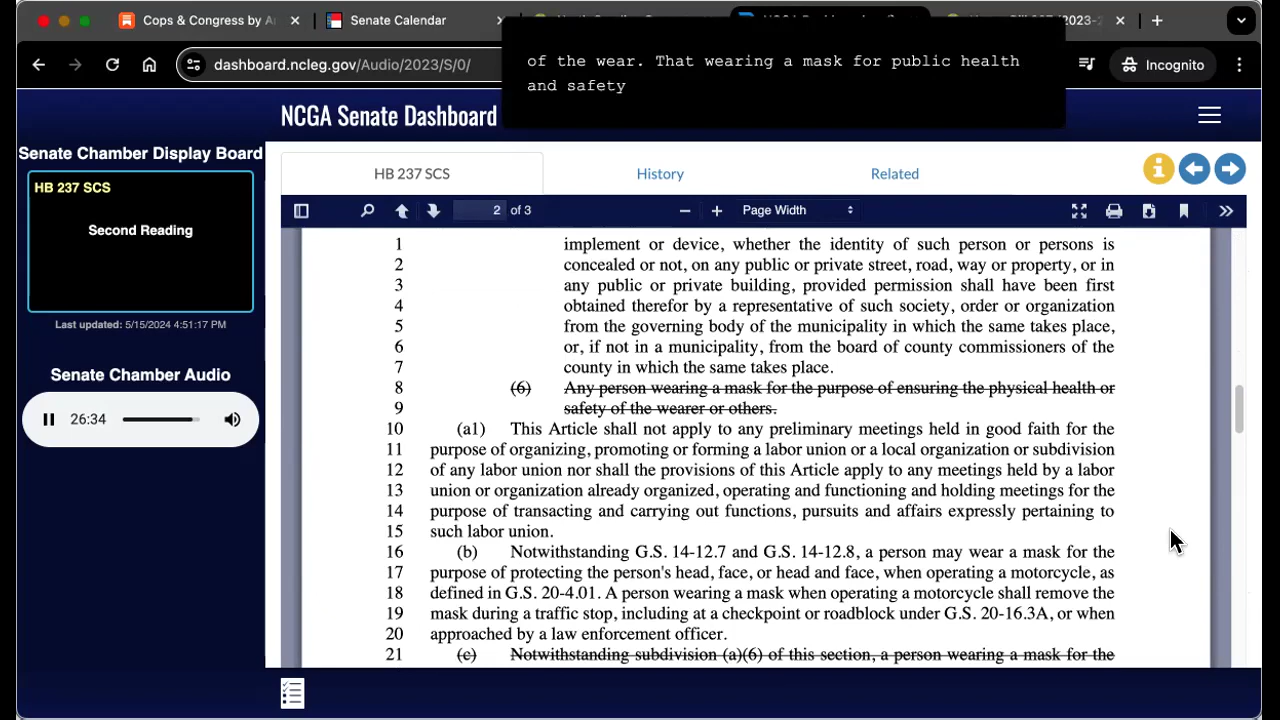 Cops & Congress by A
Senate Calendar
of the wear. That wearing a mask for public health
and safety
dashboard.ncleg.gov/Audio/2023/S/0/
Incognito
NCGA Senate Dashboard
Senate Chamber Display Board
HB 237 SCS
Second Reading
Last updated: 5/15/2024 4:51:17 PM
Senate Chamber Audio
26:34
HB 237 SCS
History
Related
2 of 3
Page Width
1 implement or device, whether the identity of such person or persons is
2 concealed or not, on any public or private street, road, way or property, or in
3 any public or private building, provided permission shall have been first
4 obtained therefor by a representative of such society, order or organization
5 from the governing body of the municipality in which the same takes place,
6 or, if not in a municipality, from the board of county commissioners of the
7 county in which the same takes place.
8 (6) Any person wearing a mask for the purpose of ensuring the physical health or
9 safety of the wearer or others.
10 (a1) This Article shall not apply to any preliminary meetings held in good faith for the
11 purpose of organizing, promoting or forming a labor union or a local organization or subdivision
12 of any labor union nor shall the provisions of this Article apply to any meetings held by a labor
13 union or organization already organized, operating and functioning and holding meetings for the
14 purpose of transacting and carrying out functions, pursuits and affairs expressly pertaining to
15 such labor union.
16 (b) Notwithstanding G.S. 14-12.7 and G.S. 14-12.8, a person may wear a mask for the
17 purpose of protecting the person's head, face, or head and face, when operating a motorcycle, as
18 defined in G.S. 20-4.01. A person wearing a mask when operating a motorcycle shall remove the
19 mask during a traffic stop, including at a checkpoint or roadblock under G.S. 20-16.3A, or when
20 approached by a law enforcement officer.
21 (c) Notwithstanding subdivision (a)(6) of this section, a person wearing a mask for the